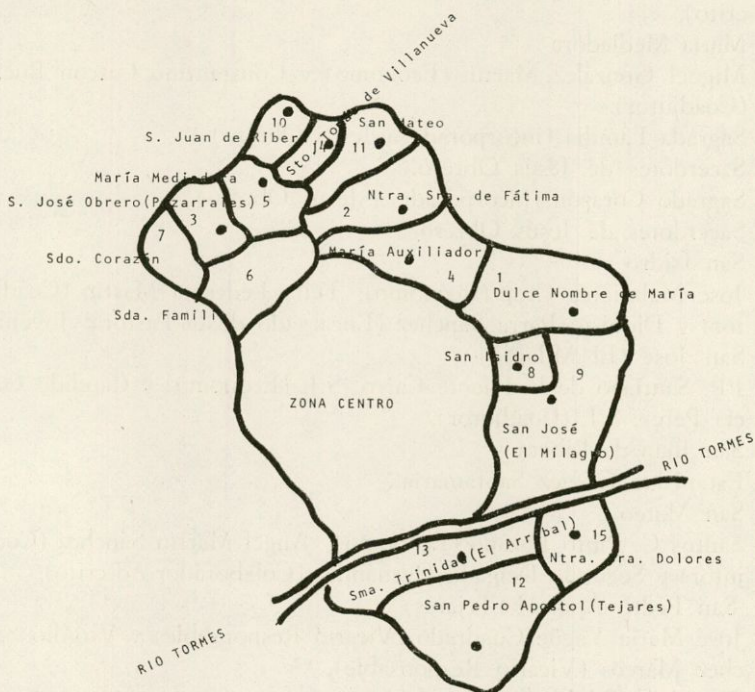 Sto. Tomás de Villanueva
10
S. Juan de Ribera
14
San Mateo
11
María Mediadora
S. José Obrero(Pizarrales)
5
3
7
2
Ntra. Sra. de Fátima
Sdo. Corazón
6
María Auxiliador
4
1
Dulce Nombre de María
Sda. Famili
San Isidro
8
9
ZONA CENTRO
San José
(El Milagro)
RIO TORMES
13
Sma. Trinidad(El Arrabal)
15
Ntra. Sra. Dolores
12
San Pedro Apostol(Tejares)
RIO TORMES